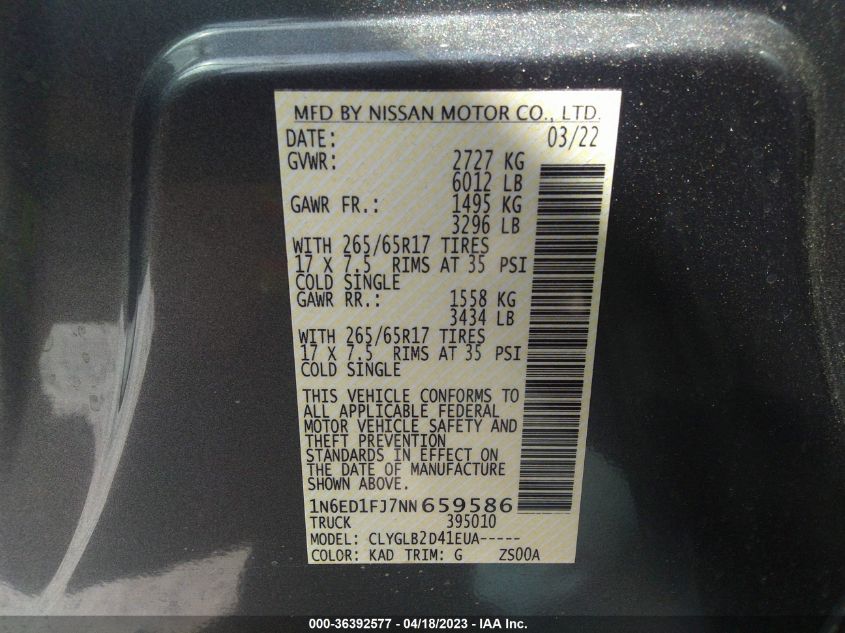 MFD BY NISSAN MOTOR CO., LTD.
DATE: 03/22
GVWR: 2727 KG
6012 LB
GAWR FR.: 1495 KG
3296 LB
WITH 265/65R17 TIRES
17 X 7.5 RIMS AT 35 PSI
COLD SINGLE
GAWR RR.: 1558 KG
3434 LB
WITH 265/65R17 TIRES
17 X 7.5 RIMS AT 35 PSI
COLD SINGLE
THIS VEHICLE CONFORMS TO
ALL APPLICABLE FEDERAL
MOTOR VEHICLE SAFETY AND
THEFT PREVENTION
STANDARDS IN EFFECT ON
THE DATE OF MANUFACTURE
SHOWN ABOVE.
1N6ED1FJ7NN659586
TRUCK 395010
MODEL: CLYGLB2D41EUA-----
COLOR: KAD TRIM: G ZS00A
000-36392577 - 04/18/2023 - IAA Inc.